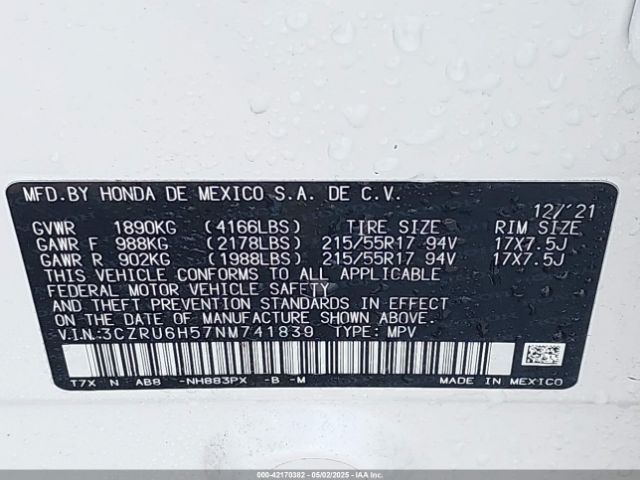 MFD.BY HONDA DE MEXICO S.A. DE C.V.
12/'21
GVWR 1890KG (4166LBS) TIRE SIZE RIM SIZE
GAWR F 988KG (2178LBS) 215/55R17 94V 17X7.5J
GAWR R 902KG (1988LBS) 215/55R17 94V 17X7.5J
THIS VEHICLE CONFORMS TO ALL APPLICABLE
FEDERAL MOTOR VEHICLE SAFETY
AND THEFT PREVENTION STANDARDS IN EFFECT
ON THE DATE OF MANUFACTURE SHOWN ABOVE.
V.I.N.3CZRU6H57NM741839 TYPE: MPV
T7X N AB8 -NH883PX -B -M MADE IN MEXICO
000-42170382 - 05/02/2025 - IAA Inc.